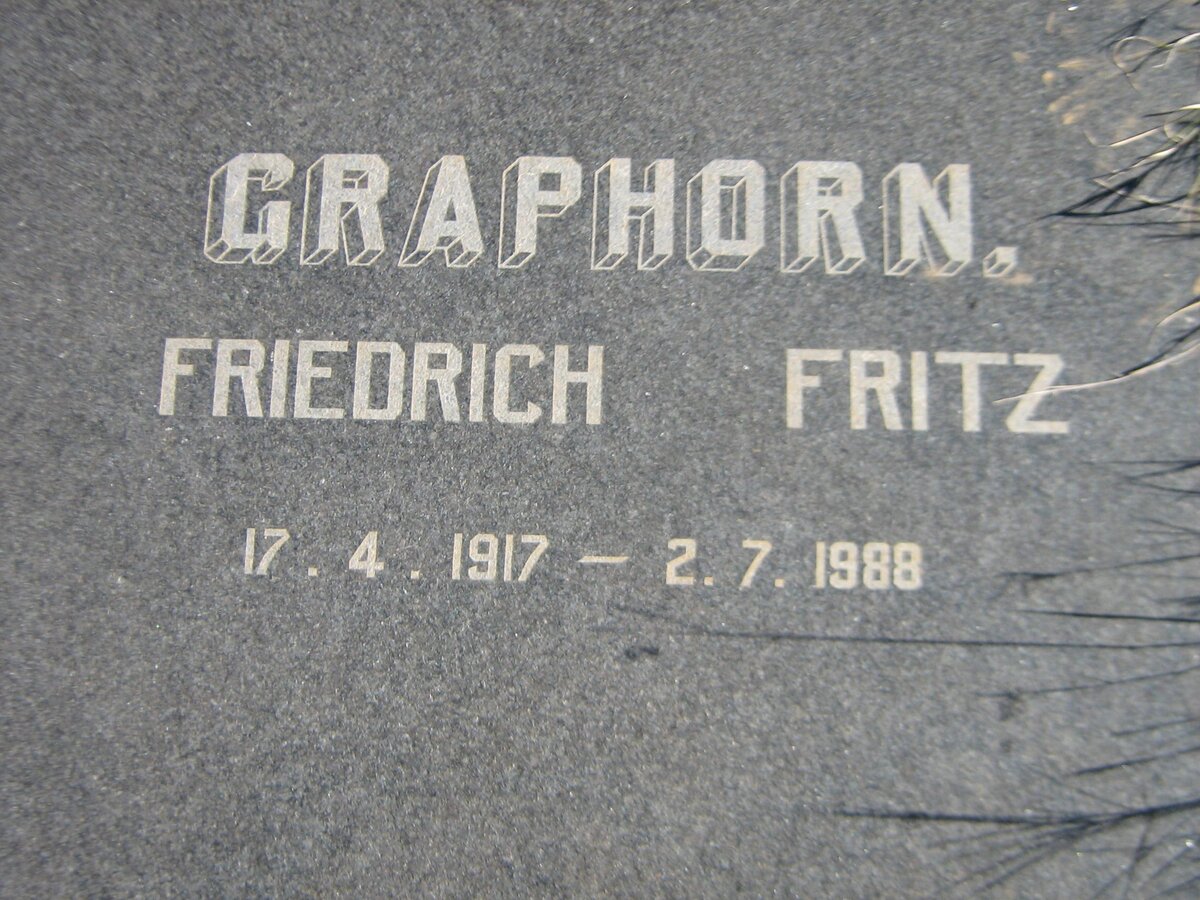 GRAPHORN.
FRIEDRICH FRITZ
17. 4. 1917 – 2. 7. 1988